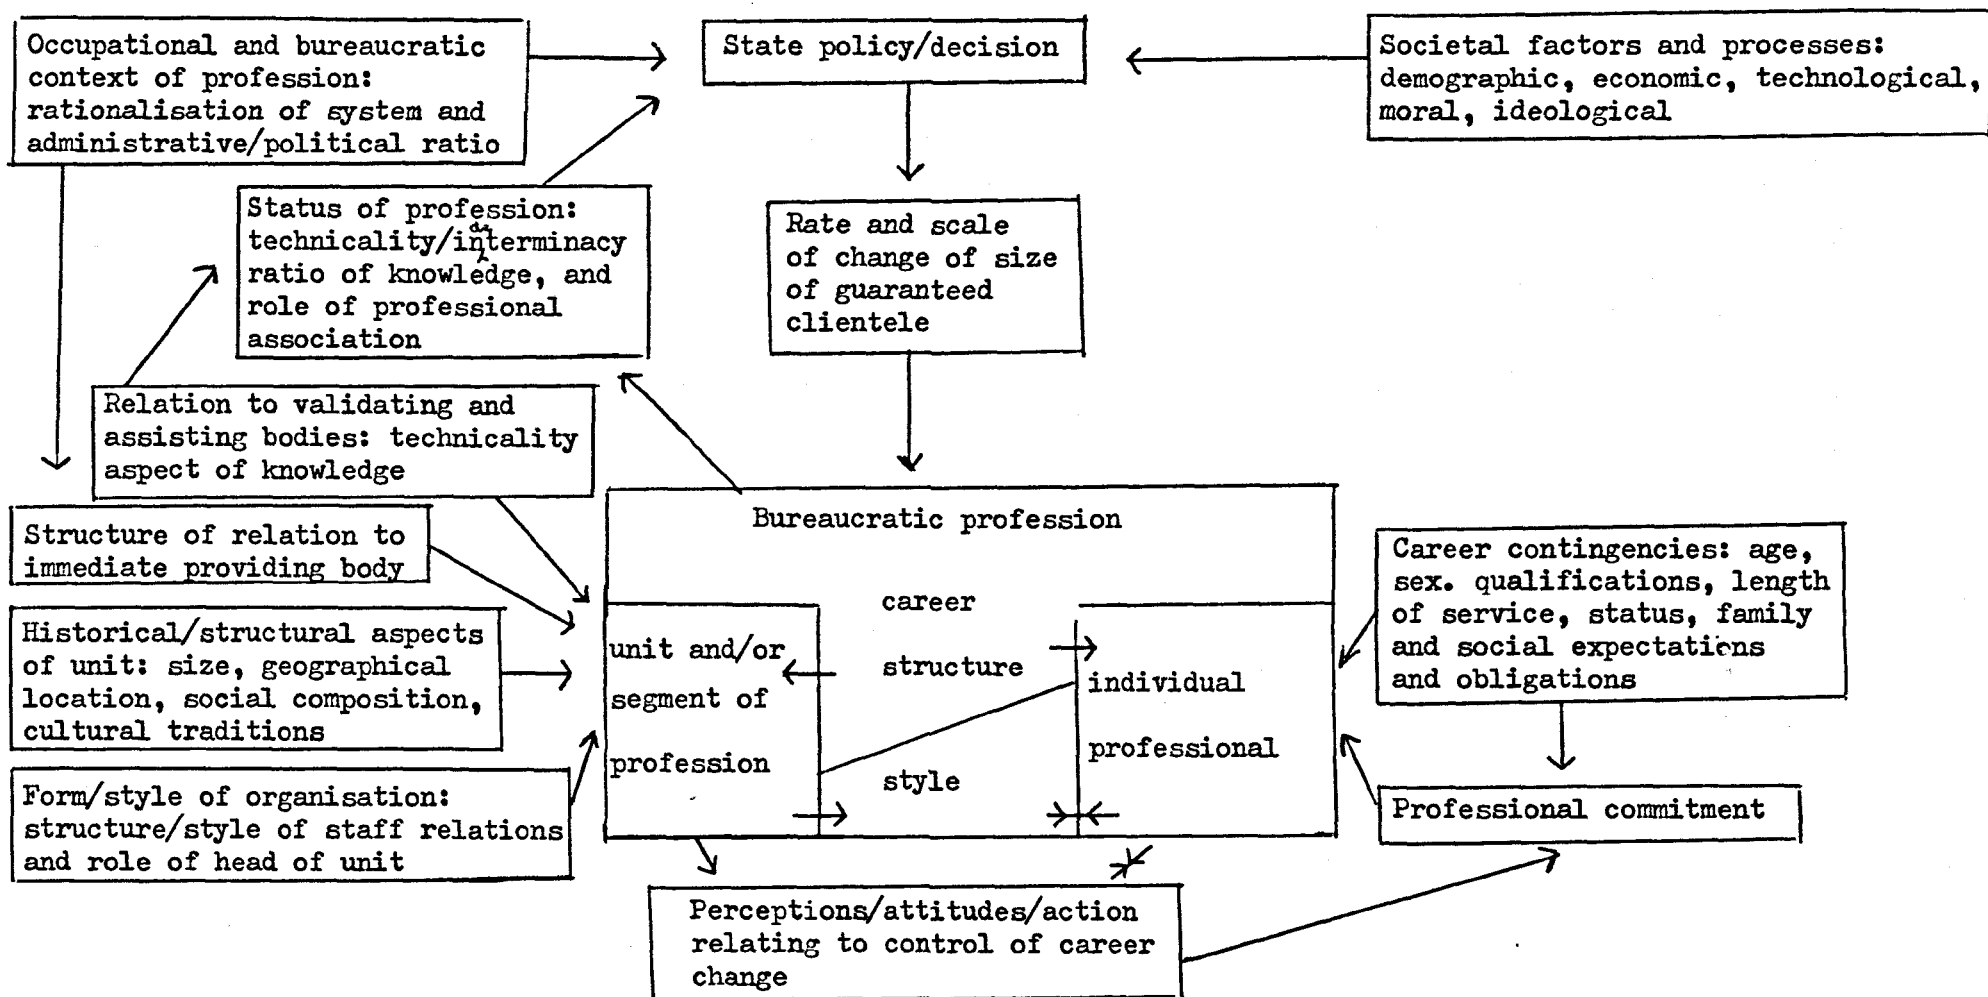 Occupational and bureaucratic
context of profession:
rationalisation of system and
administrative/political ratio
State policy/decision
Societal factors and processes:
demographic, economic, technological,
moral, ideological
Status of profession:
technicality/indeterminacy
ratio of knowledge, and
role of professional
association
Rate and scale
of change of size
of guaranteed
clientele
Relation to validating and
assisting bodies: technicality
aspect of knowledge
Structure of relation to
immediate providing body
Historical/structural aspects
of unit: size, geographical
location, social composition,
cultural traditions
Form/style of organisation:
structure/style of staff relations
and role of head of unit
Bureaucratic profession
unit and/or
segment of
profession
career
structure
style
individual
professional
Career contingencies: age,
sex. qualifications, length
of service, status, family
and social expectations
and obligations
Professional commitment
Perceptions/attitudes/action
relating to control of career
change